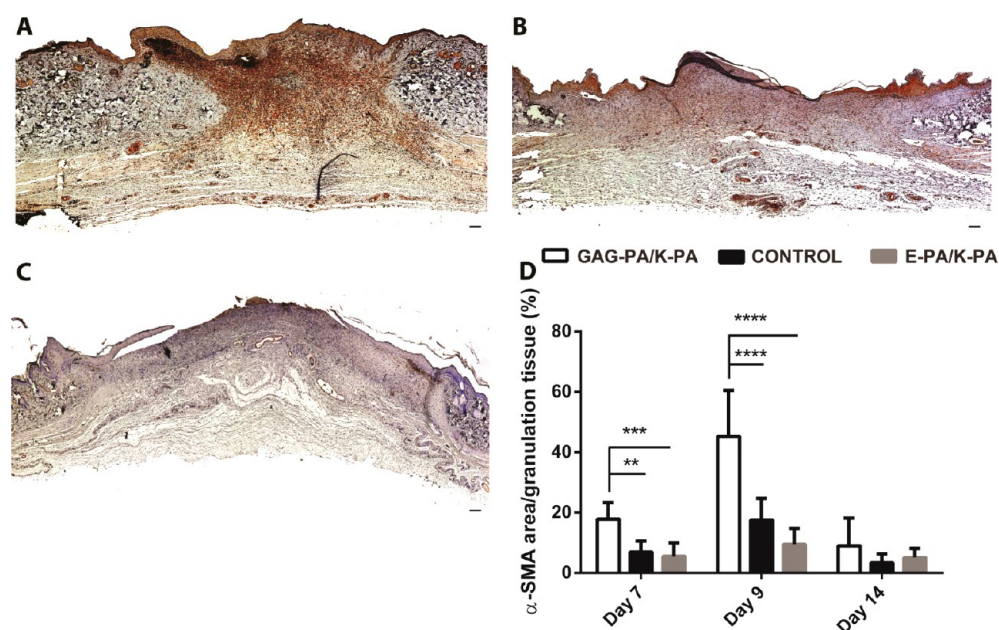 A
B
C
GAG-PA/K-PA CONTROL E-PA/K-PA
D
α-SMA area/granulation tissue (%)
80
60
40
20
0
**
***
****
****
Day 7
Day 9
Day 14